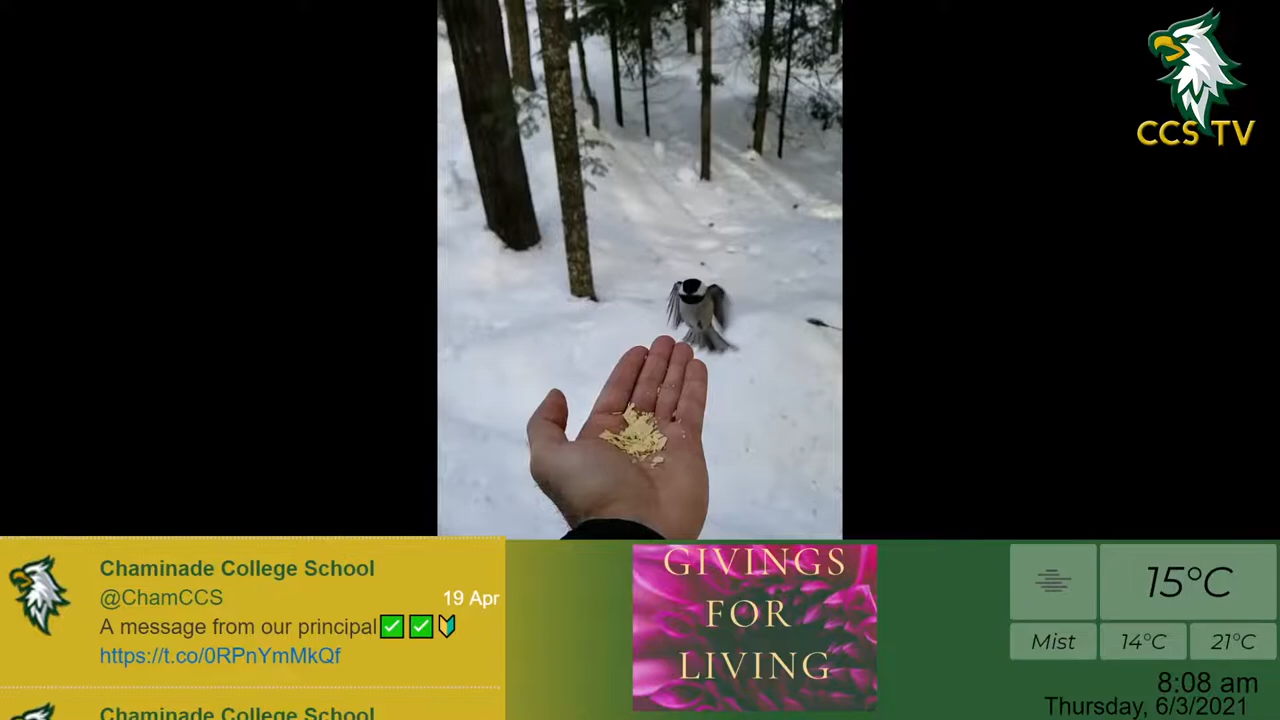 CCS TV
Chaminade College School
@ChamCCS
19 Apr
A message from our principal✅✅🔰
https://t.co/0RPnYmMkQf
Chaminade College School
GIVINGS
FOR
LIVING
15°C
Mist
14°C
21°C
8:08 am
Thursday, 6/3/2021